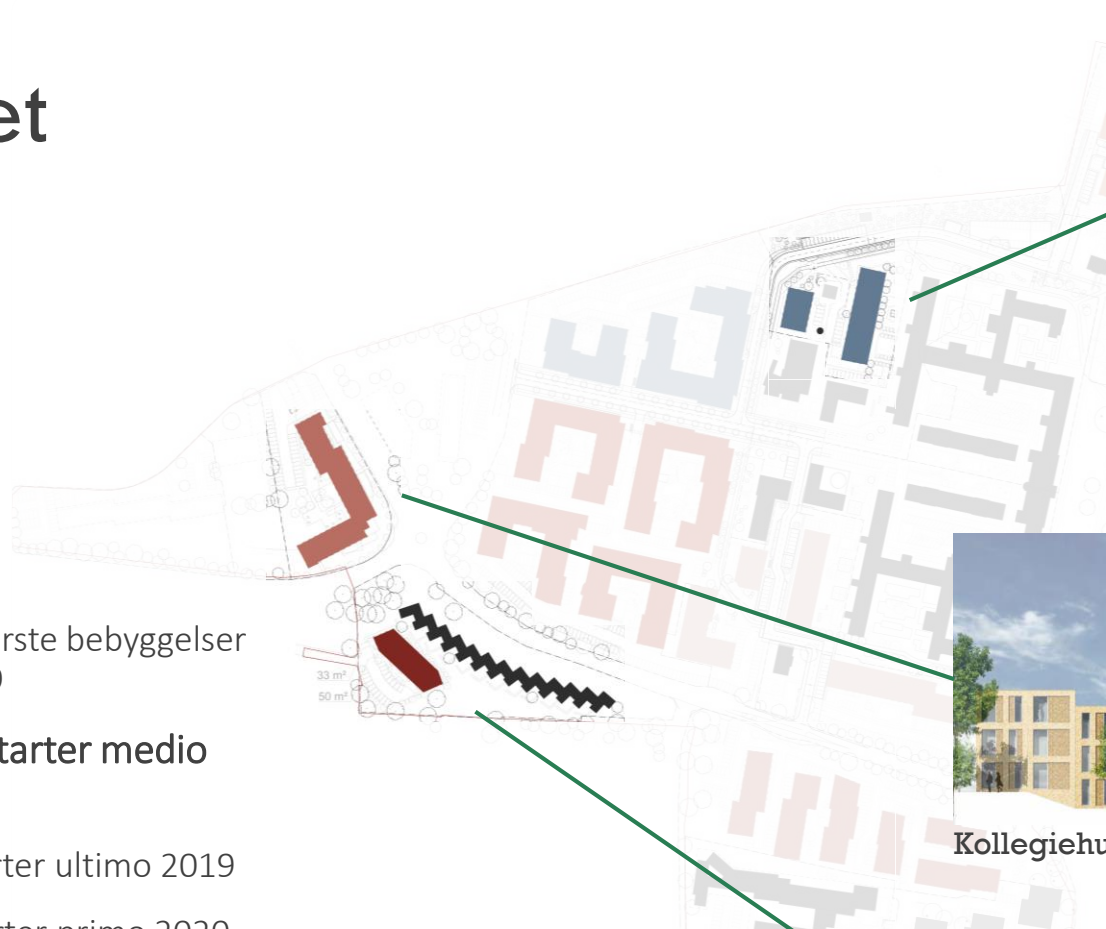 et
rste bebyggelser
)
tarter medio
33 m²
50 m²
rter ultimo 2019
Kollegiehu